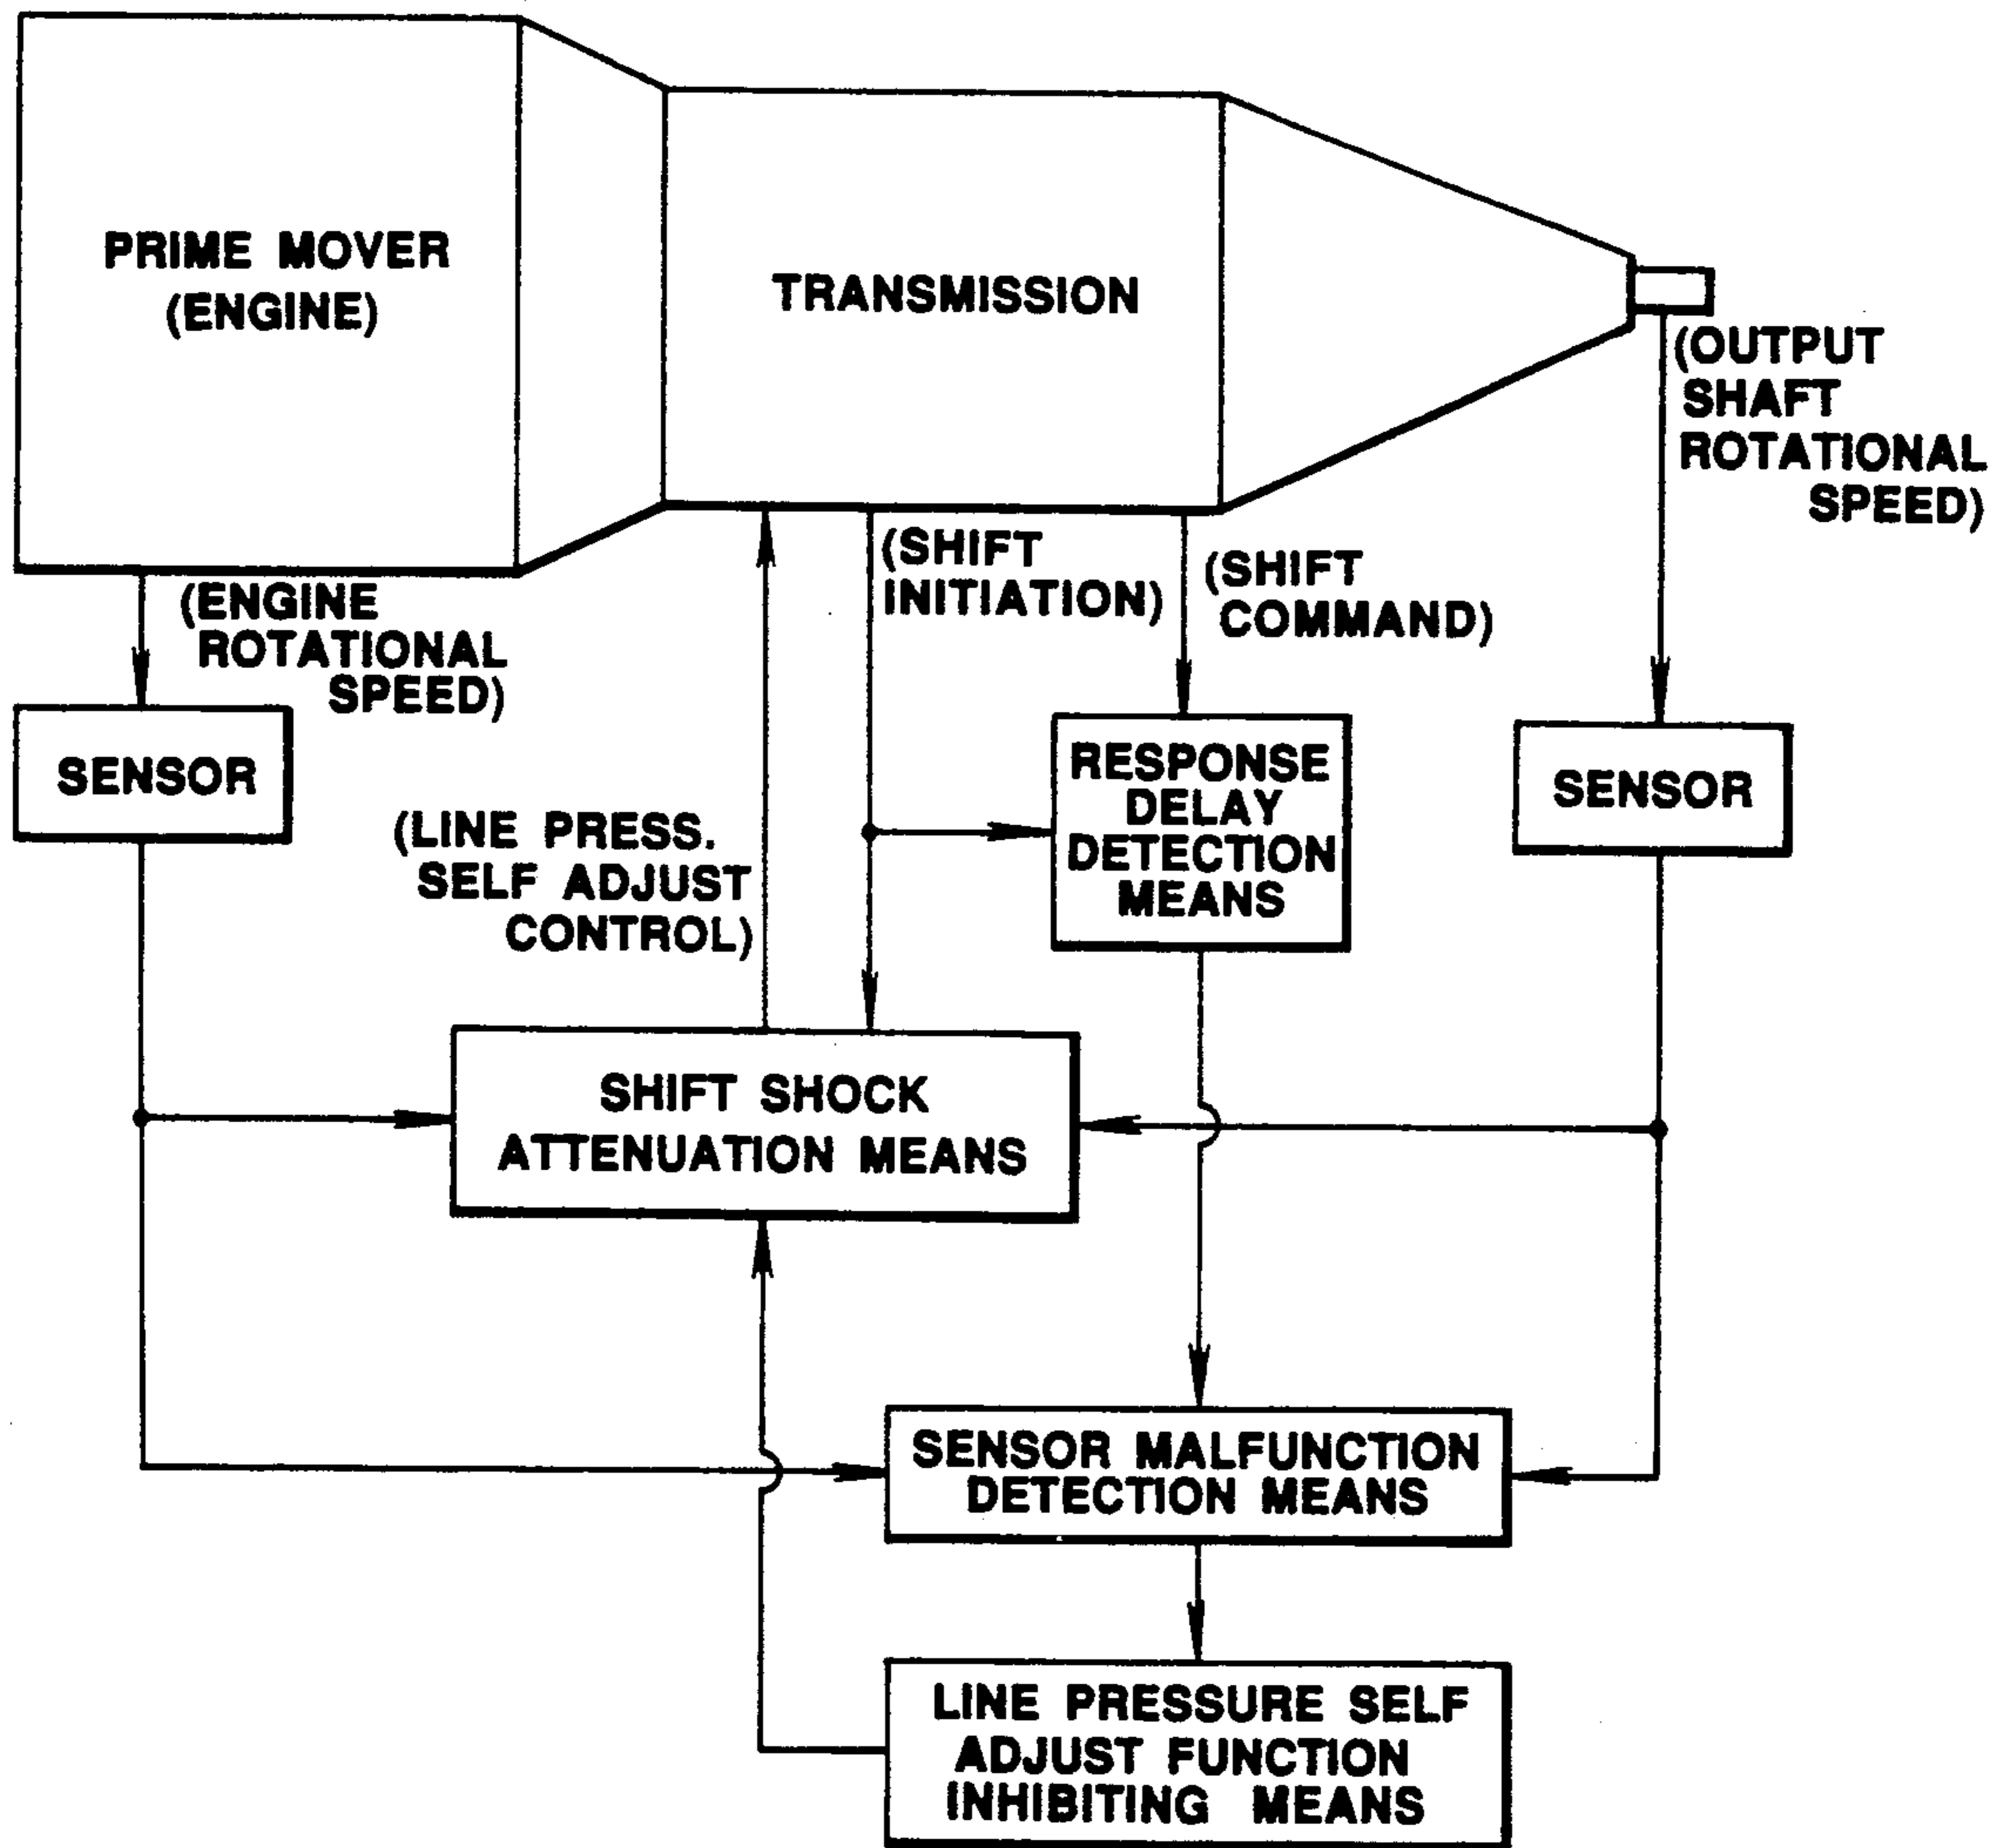 PRIME MOVER
(ENGINE)
TRANSMISSION
(OUTPUT
SHAFT
ROTATIONAL
SPEED)
(SHIFT
INITIATION)
(SHIFT
COMMAND)
(ENGINE
ROTATIONAL
SPEED)
SENSOR
RESPONSE
DELAY
DETECTION
MEANS
SENSOR
(LINE PRESS.
SELF ADJUST
CONTROL)
SHIFT SHOCK
ATTENUATION MEANS
SENSOR MALFUNCTION
DETECTION MEANS
LINE PRESSURE SELF
ADJUST FUNCTION
INHIBITING MEANS